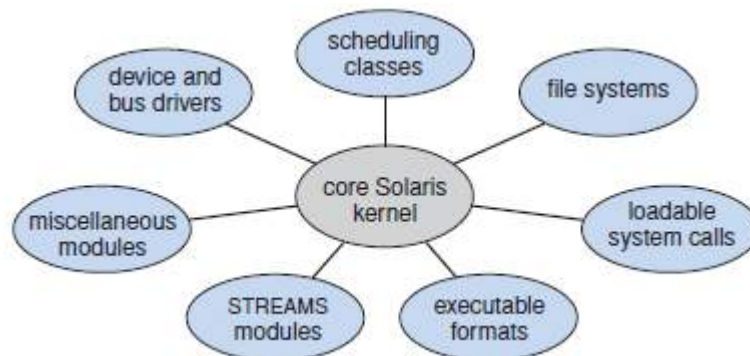 scheduling
classes
device and
bus drivers
file systems
core Solaris
kernel
miscellaneous
modules
loadable
system calls
STREAMS
modules
executable
formats